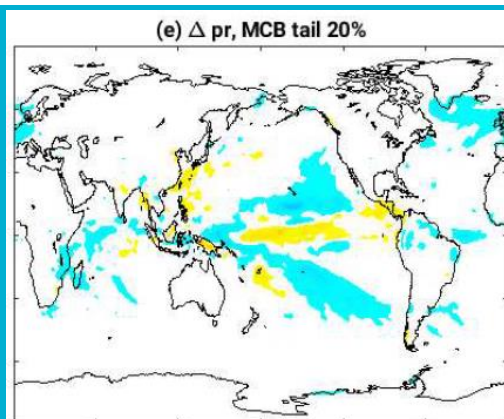 (e) Δ pr, MCB tail 20%